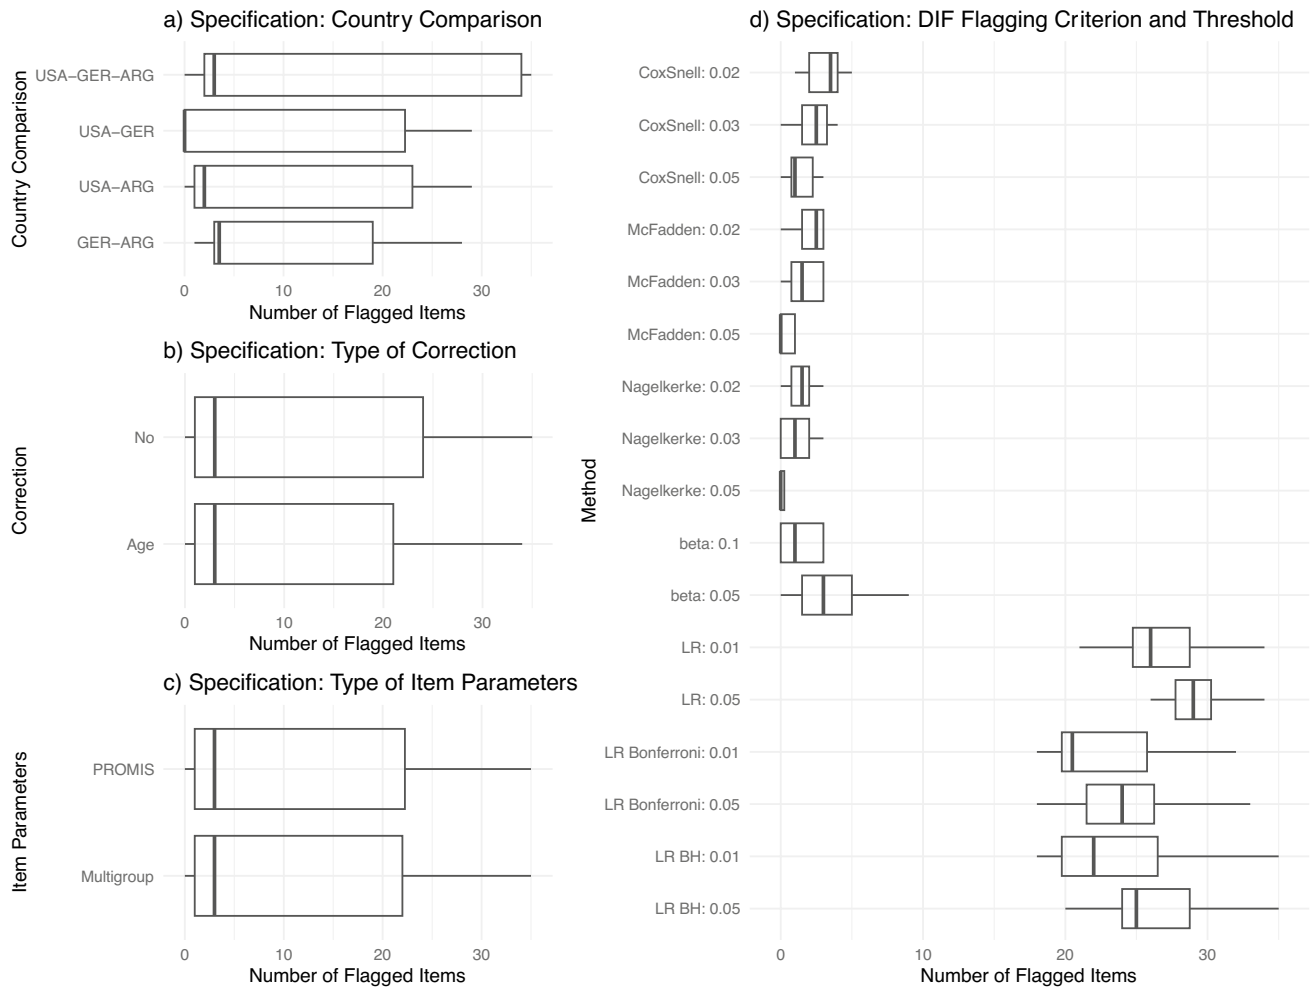 a) Specification: Country Comparison
Country Comparison
USA−GER−ARG
USA−GER
USA−ARG
GER−ARG
0 10 20 30
Number of Flagged Items
b) Specification: Type of Correction
Correction
No
Age
0 10 20 30
Number of Flagged Items
c) Specification: Type of Item Parameters
Item Parameters
PROMIS
Multigroup
0 10 20 30
Number of Flagged Items
d) Specification: DIF Flagging Criterion and Threshold
Method
CoxSnell: 0.02
CoxSnell: 0.03
CoxSnell: 0.05
McFadden: 0.02
McFadden: 0.03
McFadden: 0.05
Nagelkerke: 0.02
Nagelkerke: 0.03
Nagelkerke: 0.05
beta: 0.1
beta: 0.05
LR: 0.01
LR: 0.05
LR Bonferroni: 0.01
LR Bonferroni: 0.05
LR BH: 0.01
LR BH: 0.05
0 10 20 30
Number of Flagged Items